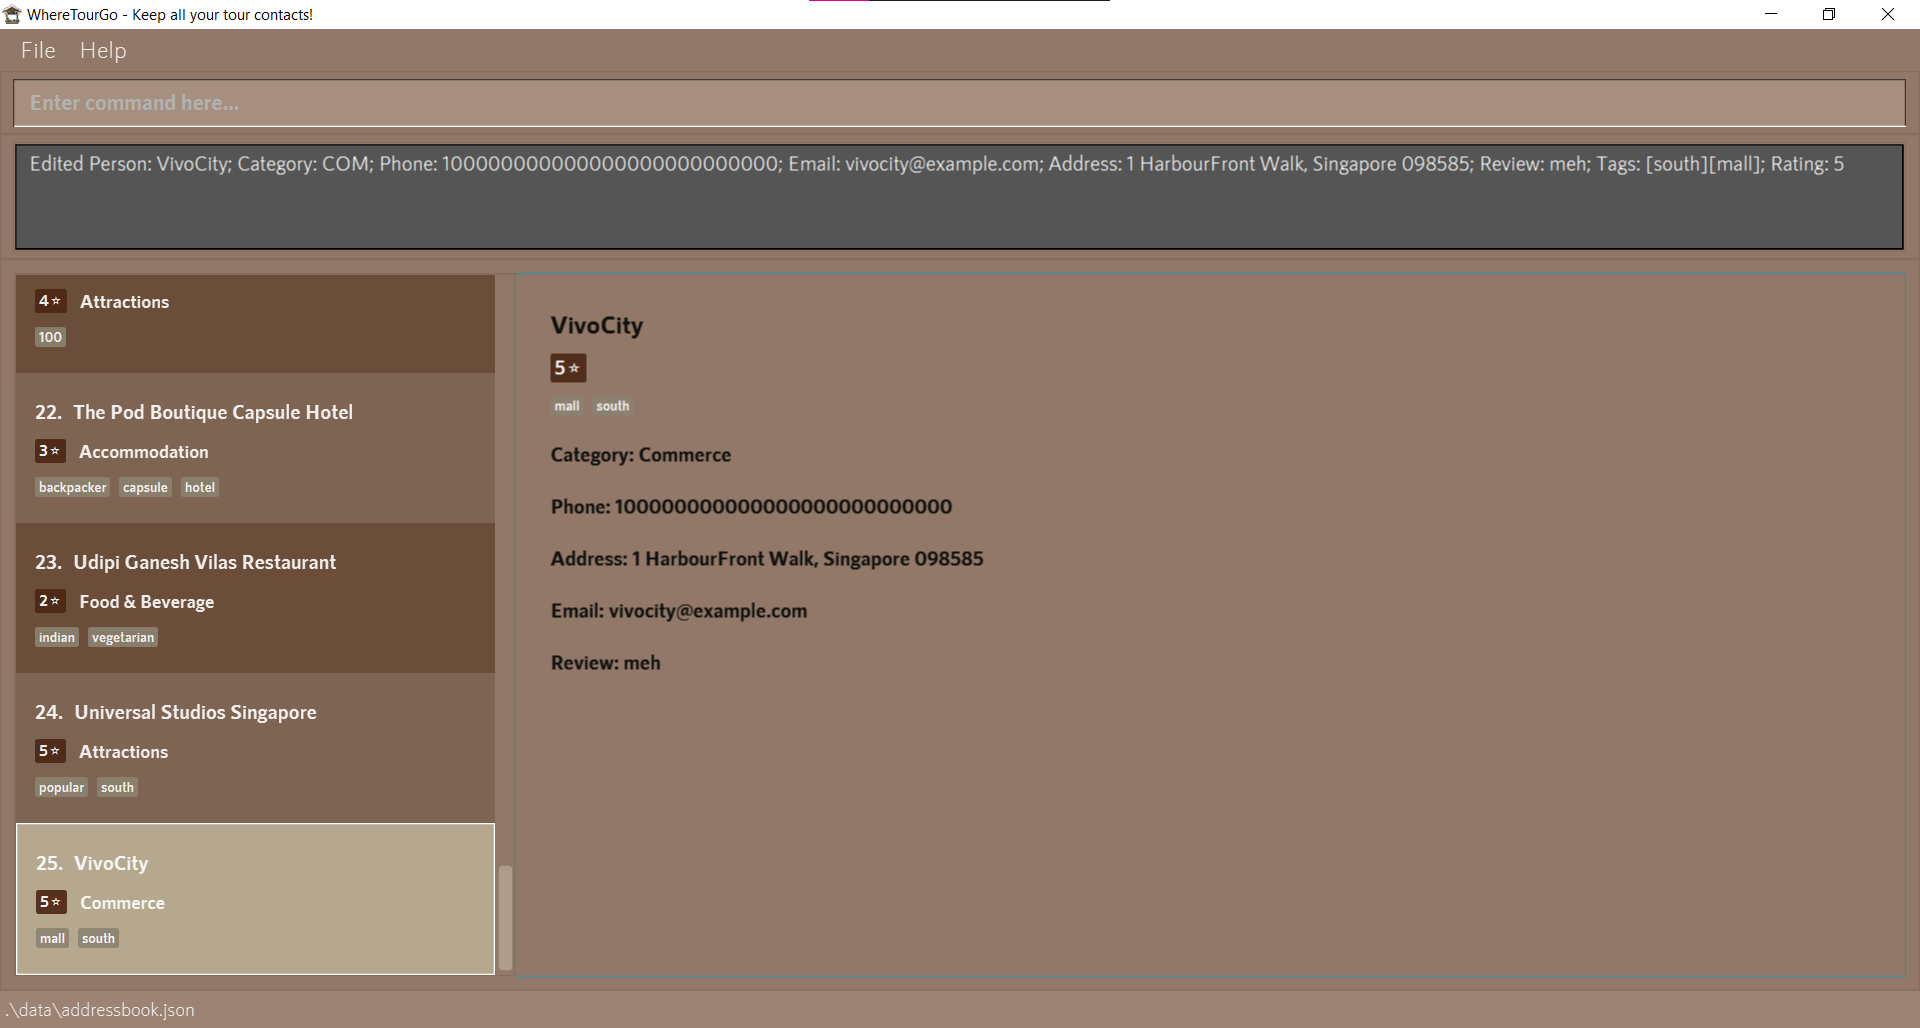 WhereTourGo - Keep all your tour contacts!
File Help
Enter command here...
Edited Person: VivoCity; Category: COM; Phone: 1000000000000000000000000000; Email: vivocity@example.com; Address: 1 HarbourFront Walk, Singapore 098585; Review: meh; Tags: [south][mall]; Rating: 5
4☆ Attractions
100
22. The Pod Boutique Capsule Hotel
3☆ Accommodation
backpacker capsule hotel
23. Udipi Ganesh Vilas Restaurant
2☆ Food & Beverage
indian vegetarian
24. Universal Studios Singapore
5☆ Attractions
popular south
25. VivoCity
5☆ Commerce
mall south
VivoCity
5☆
mall south
Category: Commerce
Phone: 1000000000000000000000000000
Address: 1 HarbourFront Walk, Singapore 098585
Email: vivocity@example.com
Review: meh
.\data\addressbook.json